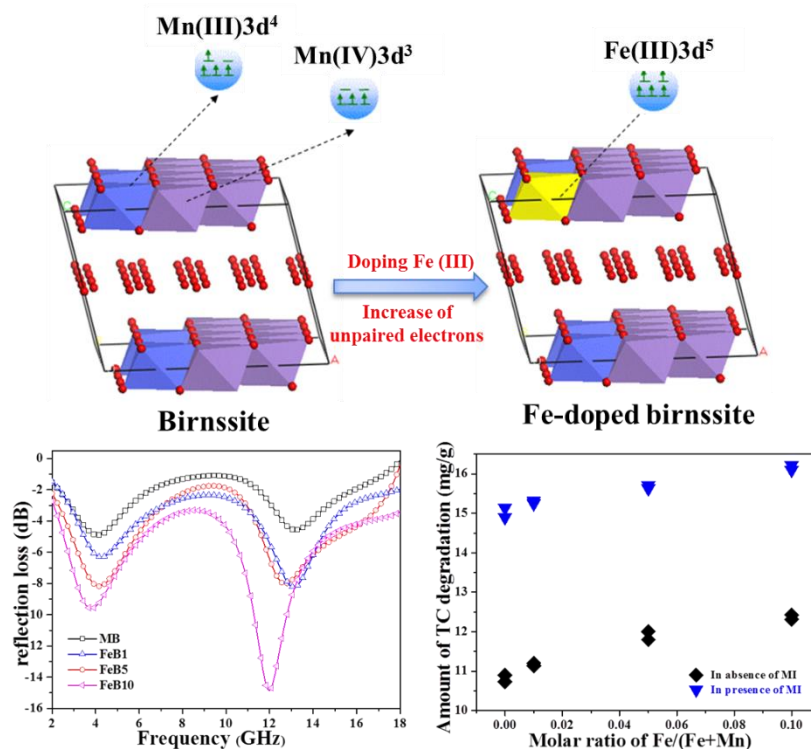 Mn(III)3d⁴
Mn(IV)3d³
Fe(III)3d⁵
Doping Fe (III)
Increase of
unpaired electrons
A
A
Birnssite
Fe-doped birnssite
reflection loss (dB)
0
-2
-4
-6
-8
-10
-12
-14
-16
MB
FeB1
FeB5
FeB10
2 4 6 8 10 12 14 16 18
Frequency (GHz)
Amount of TC degradation (mg/g)
16
15
12
11
10
In absence of MI
In presence of MI
0.00 0.02 0.04 0.06 0.08 0.10
Molar ratio of Fe/(Fe+Mn)